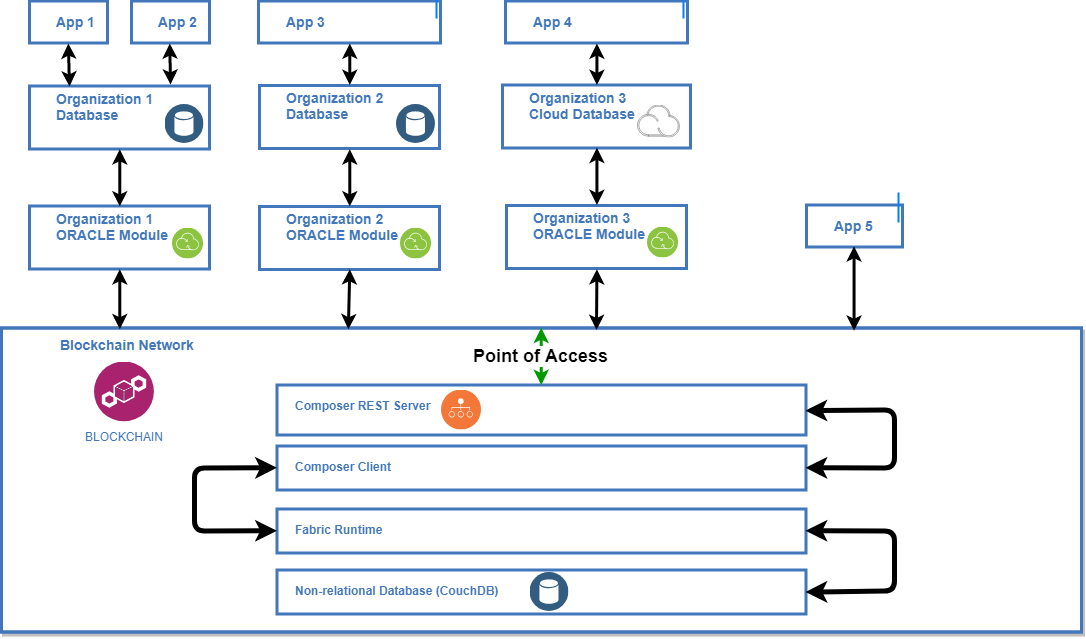 App 1
App 2
App 3
App 4
Organization 1
Database
Organization 2
Database
Organization 3
Cloud Database
Organization 1
ORACLE Module
Organization 2
ORACLE Module
Organization 3
ORACLE Module
App 5
Blockchain Network
BLOCKCHAIN
Point of Access
Composer REST Server
Composer Client
Fabric Runtime
Non-relational Database (CouchDB)